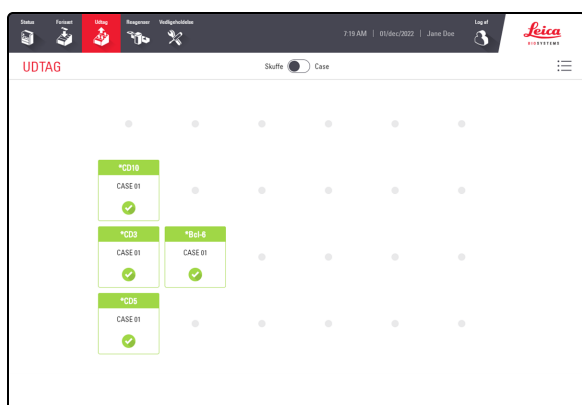 Status Fortsæt Udtag Reagenser Vedligeholdelse 7:19 AM | 01/dec/2022 | Jane Doe Log af
Leica
BIOSYSTEMS
UDTAG Skuffe Case
*CD10
CASE 01
*CD3 *Bcl-6
CASE 01 CASE 01
*CD5
CASE 01